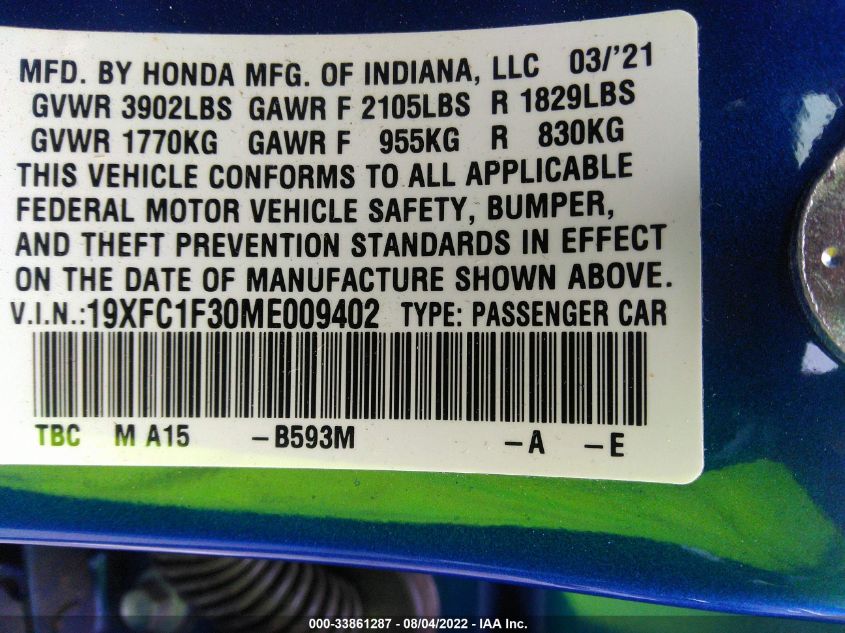 MFD. BY HONDA MFG. OF INDIANA, LLC 03/'21
GVWR 3902LBS GAWR F 2105LBS R 1829LBS
GVWR 1770KG GAWR F 955KG R 830KG
THIS VEHICLE CONFORMS TO ALL APPLICABLE
FEDERAL MOTOR VEHICLE SAFETY, BUMPER,
AND THEFT PREVENTION STANDARDS IN EFFECT
ON THE DATE OF MANUFACTURE SHOWN ABOVE.
V.I.N.:19XFC1F30ME009402 TYPE: PASSENGER CAR
TBC M A15 -B593M -A -E
000-33861287 - 08/04/2022 - IAA Inc.